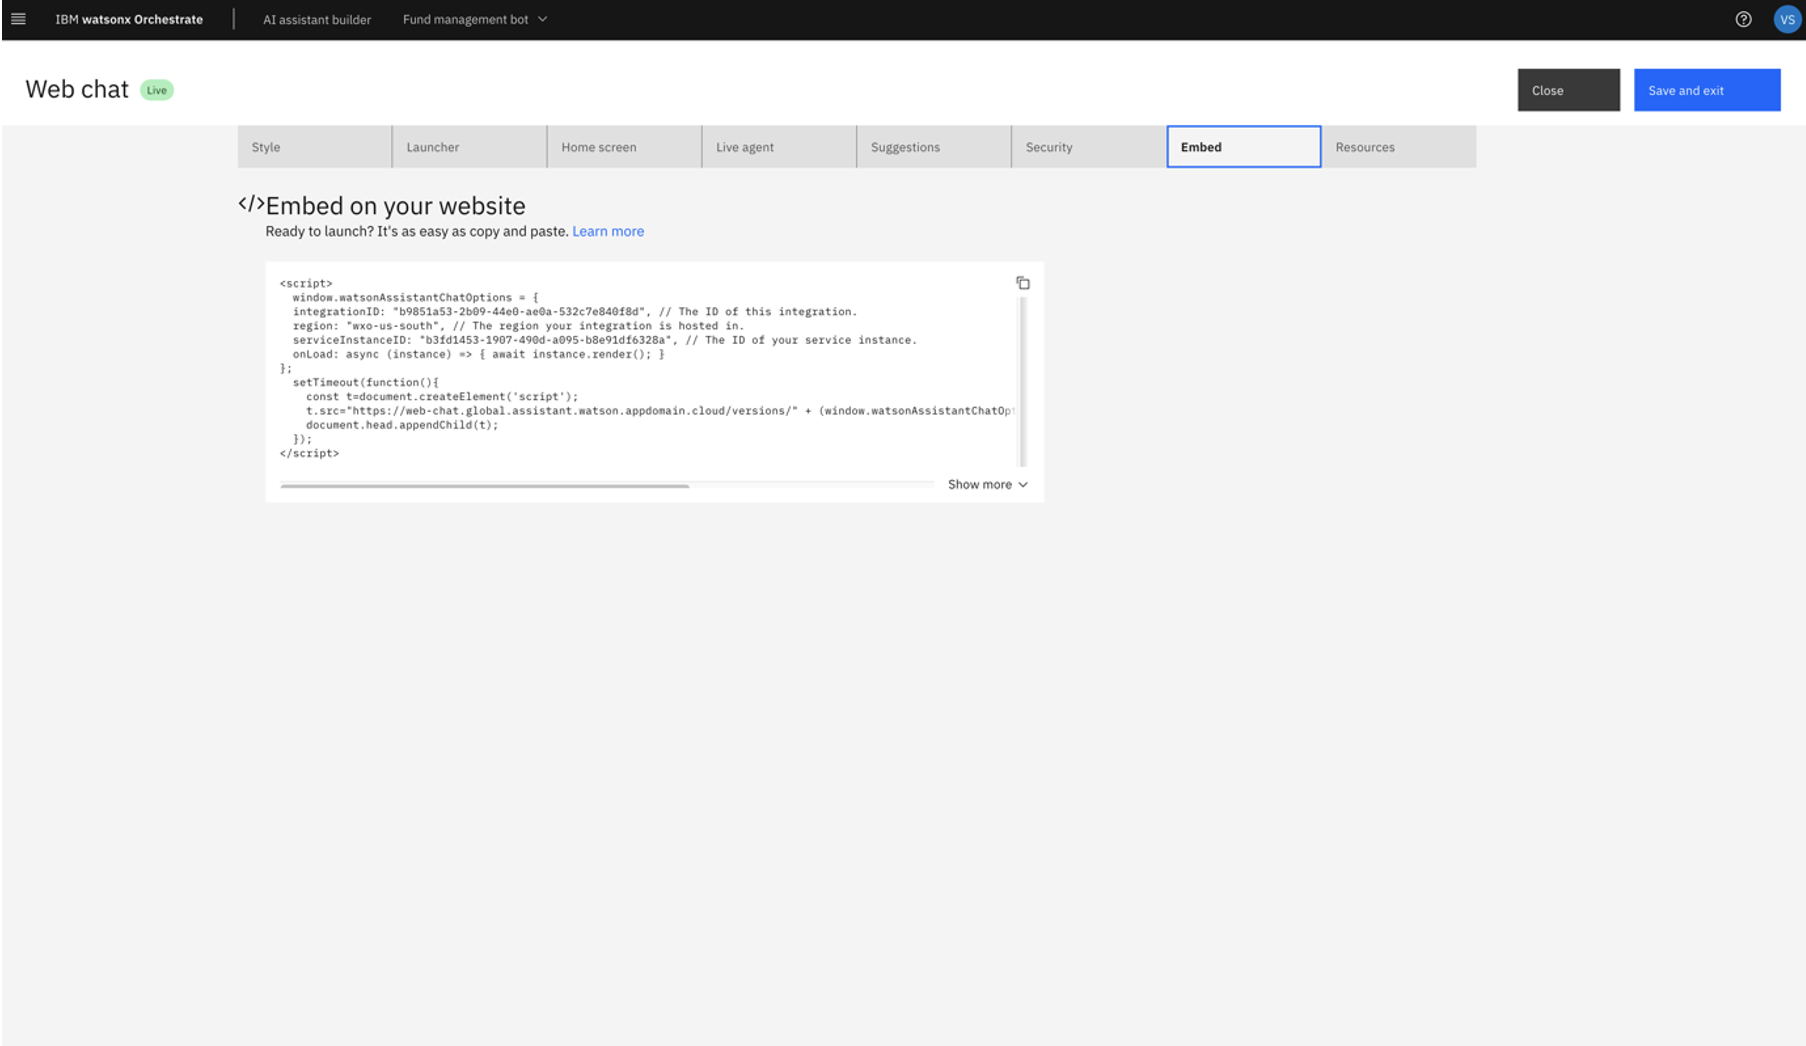 IBM watsonx Orchestrate AI assistant builder Fund management bot VS
Web chat Live Close Save and exit
Style Launcher Home screen Live agent Suggestions Security Embed Resources
</>Embed on your website
Ready to launch? It's as easy as copy and paste. Learn more
<script>
window.watsonAssistantChatOptions = {
integrationID: "b9851a53-2b09-44e0-ae0a-532c7e840f8d", // The ID of this integration.
region: "wxo-us-south", // The region your integration is hosted in.
serviceInstanceID: "b3fd1453-1907-490d-a095-b8e91df6328a", // The ID of your service instance.
onLoad: async (instance) => { await instance.render(); }
};
setTimeout(function(){
const t=document.createElement('script');
t.src="https://web-chat.global.assistant.watson.appdomain.cloud/versions/" + (window.watsonAssistantChatOpt
document.head.appendChild(t);
});
</script>
Show more